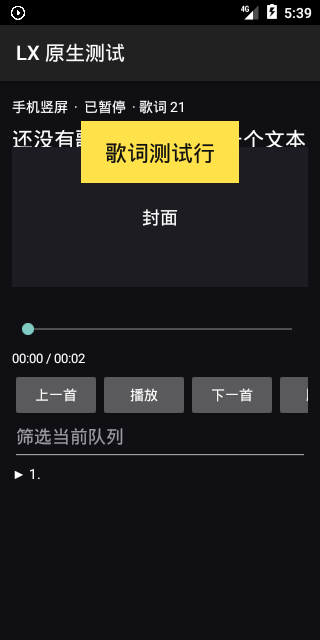 4G 5:39
LX 原生测试
手机竖屏 · 已暂停 · 歌词 21
还没有
个文本
歌词测试行
封面
00:00 / 00:02
上一首 播放 下一首
筛选当前队列
► 1.